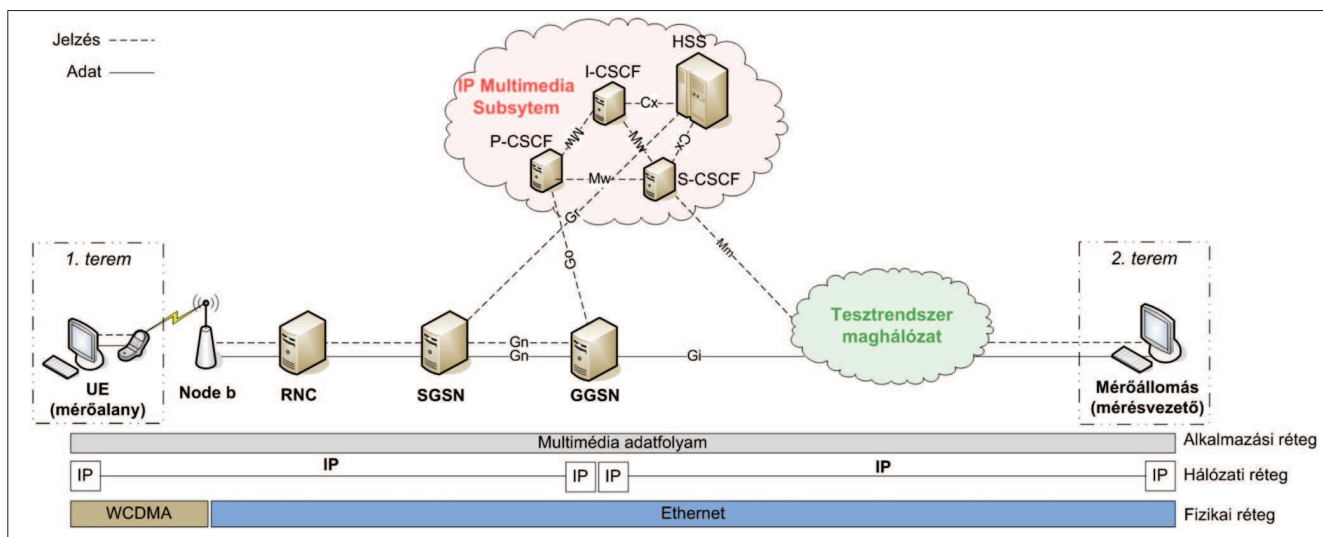 Jelzés
Adat
HSS
I-CSCF
IP Multimedia
Subsytem
Cx
P-CSCF
Mw
Mw
Cx
Mw
S-CSCF
Gr
Go
Mm
1. terem
2. terem
Tesztrendszer
maghálózat
Gn
Gn
Gi
UE
(mérőalany)
Node b
RNC
SGSN
GGSN
Mérőállomás
(mérésvezető)
Multimédia adatfolyam
Alkalmazási réteg
IP
IP
IP
IP
IP
IP
Hálózati réteg
WCDMA
Ethernet
Fizikai réteg